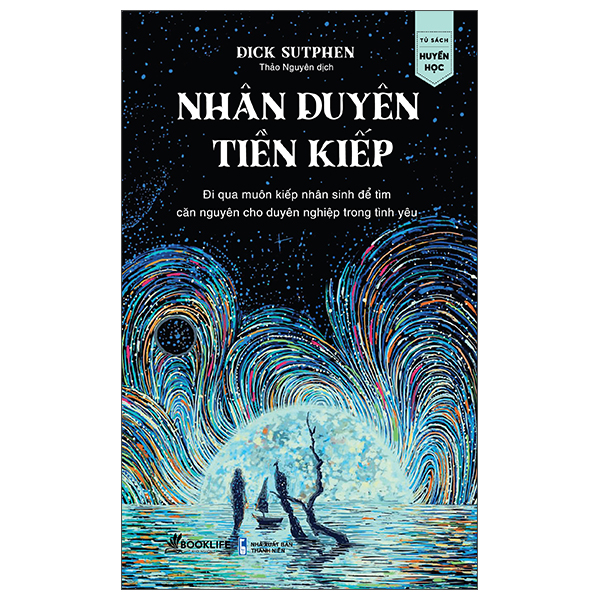 DICK SUTPHEN
Thảo Nguyên dịch
TỦ SÁCH
HUYỀN
HỌC
NHÂN DUYÊN
TIỀN KIẾP
Đi qua muôn kiếp nhân sinh để tìm
căn nguyên cho duyên nghiệp trong tình yêu
BOOKLIFE
NHÀ XUẤT BẢN
THANH NIÊN